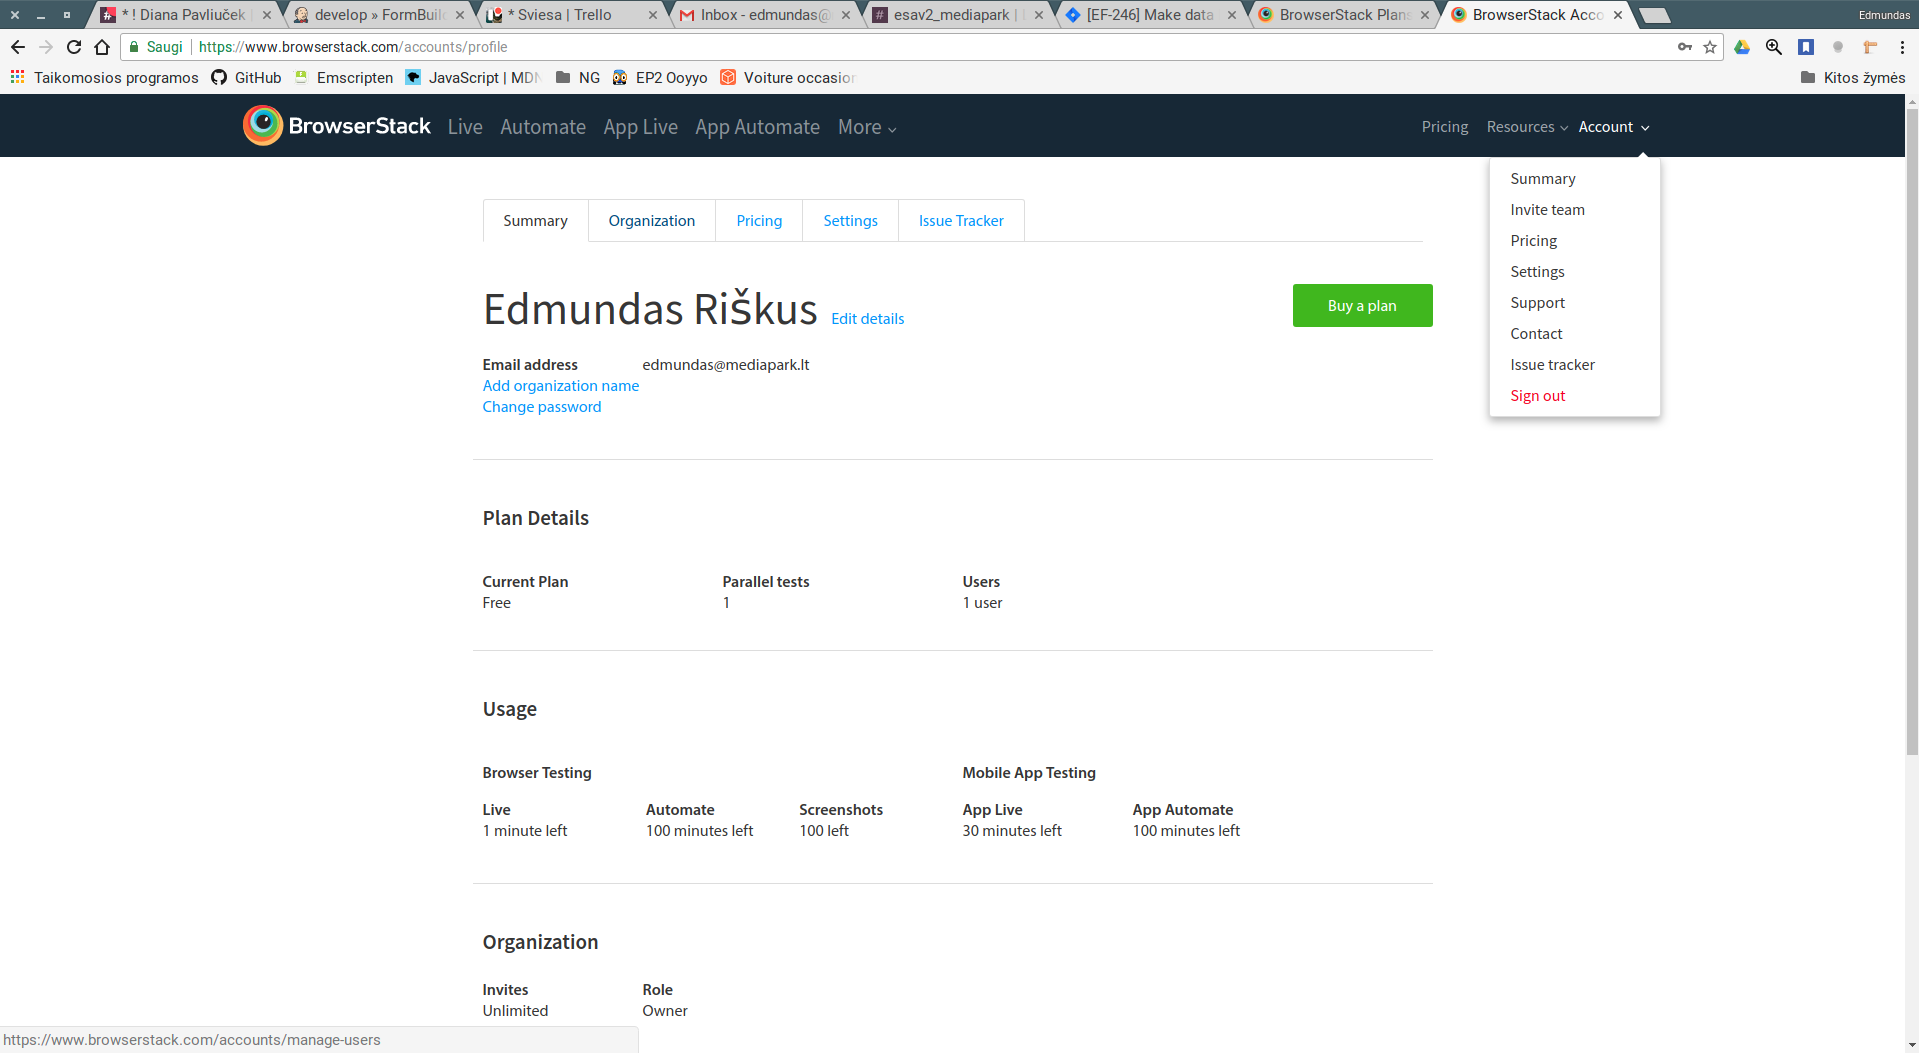 * ! Diana Pavliuček
develop » FormBuil
* Sviesa | Trello
Inbox - edmundas@
esav2_mediapark |
[EF-246] Make data
BrowserStack Plans
BrowserStack Acco
Edmundas
Saugi
https://www.browserstack.com/accounts/profile
Taikomosios programos
GitHub
Emscripten
JavaScript | MDN
NG
EP2 Ooyyo
Voiture occasion
Kitos žymės
BrowserStack
Live
Automate
App Live
App Automate
More
Pricing
Resources
Account
Summary
Invite team
Pricing
Settings
Support
Contact
Issue tracker
Sign out
Summary
Organization
Pricing
Settings
Issue Tracker
Edmundas Riškus
Edit details
Buy a plan
Email address
edmundas@mediapark.lt
Add organization name
Change password
Plan Details
Current Plan
Parallel tests
Users
Free
1
1 user
Usage
Browser Testing
Mobile App Testing
Live
Automate
Screenshots
App Live
App Automate
1 minute left
100 minutes left
100 left
30 minutes left
100 minutes left
Organization
Invites
Role
Unlimited
Owner
https://www.browserstack.com/accounts/manage-users